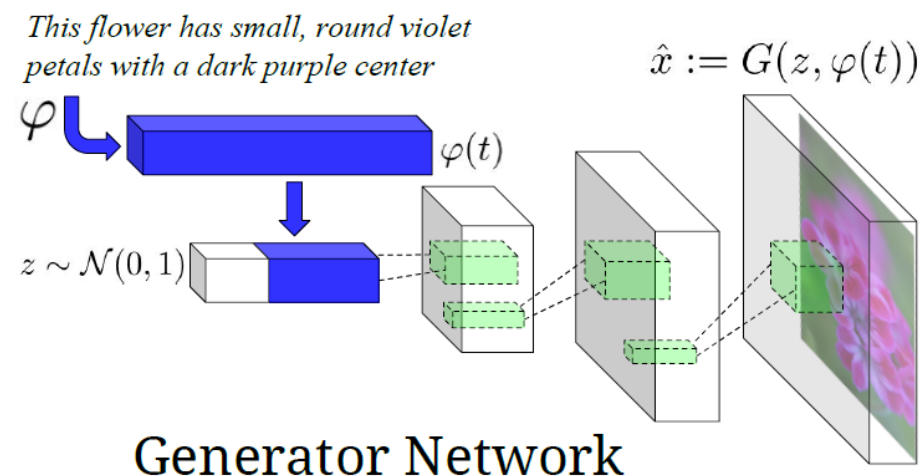 This flower has small, round violet
petals with a dark purple center
x̂ := G(z, φ(t))
φ
φ(t)
z ∼ 𝒩(0, 1)
Generator Network